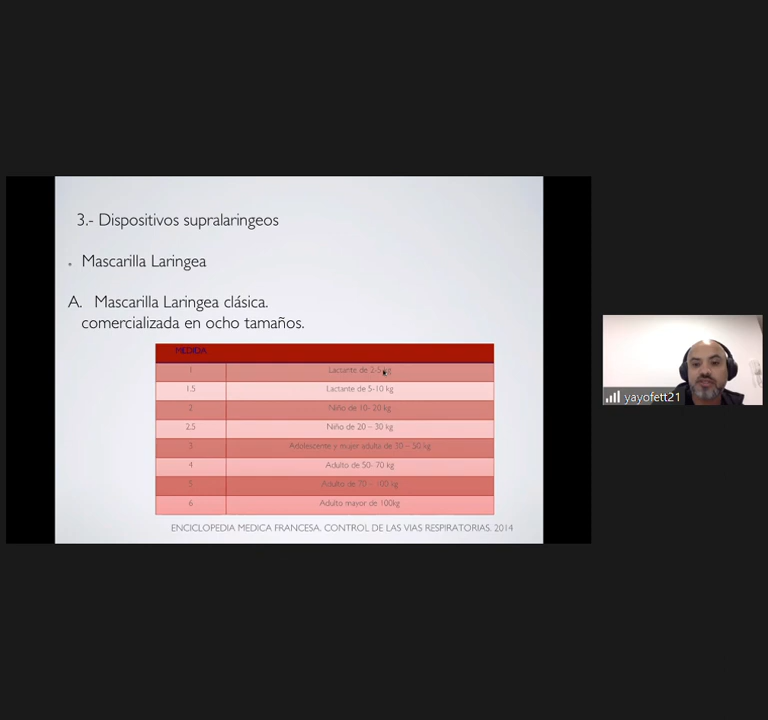 3.- Dispositivos supralaringeos
• Mascarilla Laringea
A. Mascarilla Laringea clásica.
comercializada en ocho tamaños.
MEDIDA
1 Lactante de 2-5 kg
1.5 Lactante de 5-10 kg
2 Niño de 10- 20 kg
2.5 Niño de 20 – 30 kg
3 Adolescente y mujer adulta de 30 – 50 kg
4 Adulto de 50- 70 kg
5 Adulto de 70 – 100 kg
6 Adulto mayor de 100kg
ENCICLOPEDIA MEDICA FRANCESA. CONTROL DE LAS VIAS RESPIRATORIAS. 2014
yayofett21